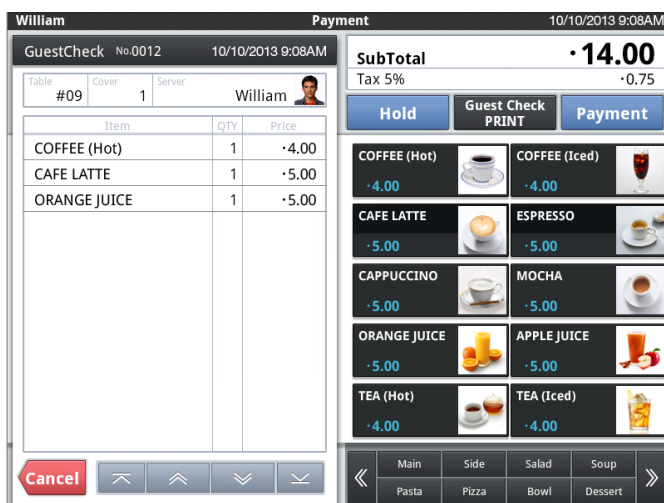 William Payment 10/10/2013 9:08AM
GuestCheck No.0012 10/10/2013 9:08AM
Table #09 Cover 1 Server William
Item QTY Price
COFFEE (Hot) 1 ·4.00
CAFE LATTE 1 ·5.00
ORANGE JUICE 1 ·5.00
Cancel
SubTotal ·14.00
Tax 5% ·0.75
Hold
Guest Check
PRINT
Payment
COFFEE (Hot) COFFEE (Iced)
·4.00 ·4.00
CAFE LATTE ESPRESSO
·5.00 ·5.00
CAPPUCCINO MOCHA
·5.00 ·5.00
ORANGE JUICE APPLE JUICE
·5.00 ·5.00
TEA (Hot) TEA (Iced)
·4.00 ·4.00
Main Side Salad Soup
Pasta Pizza Bowl Dessert